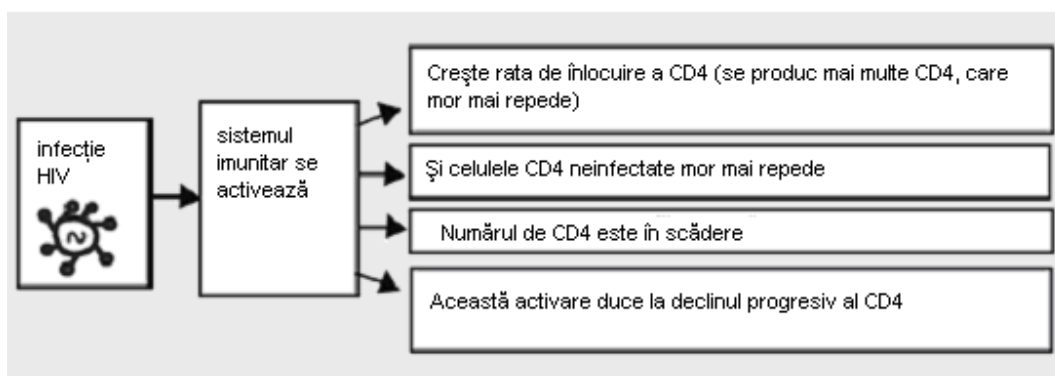 infecție
HIV
sistemul
imunitar se
activează
Creşte rata de înlocuire a CD4 (se produc mai multe CD4, care
mor mai repede)
Şi celulele CD4 neinfectate mor mai repede
Numărul de CD4 este în scădere
Această activare duce la declinul progresiv al CD4